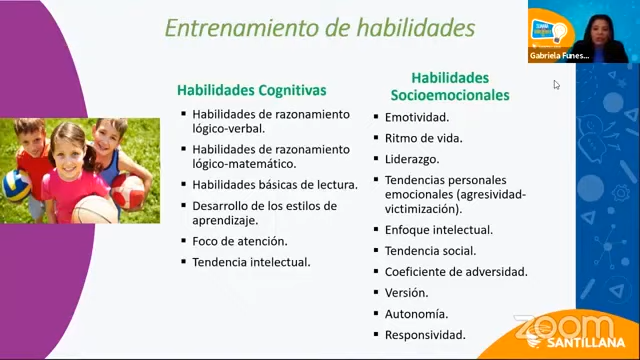 Entrenamiento de habilidades
Gabriela Funes...
Habilidades Cognitivas
▪ Habilidades de razonamiento
lógico-verbal.
▪ Habilidades de razonamiento
lógico-matemático.
▪ Habilidades básicas de lectura.
▪ Desarrollo de los estilos de
aprendizaje.
▪ Foco de atención.
▪ Tendencia intelectual.
Habilidades
Socioemocionales
▪ Emotividad.
▪ Ritmo de vida.
▪ Liderazgo.
▪ Tendencias personales
emocionales (agresividad-
victimización).
▪ Enfoque intelectual.
▪ Tendencia social.
▪ Coeficiente de adversidad.
▪ Versión.
▪ Autonomía.
▪ Responsividad.
zoom
SANTILLANA